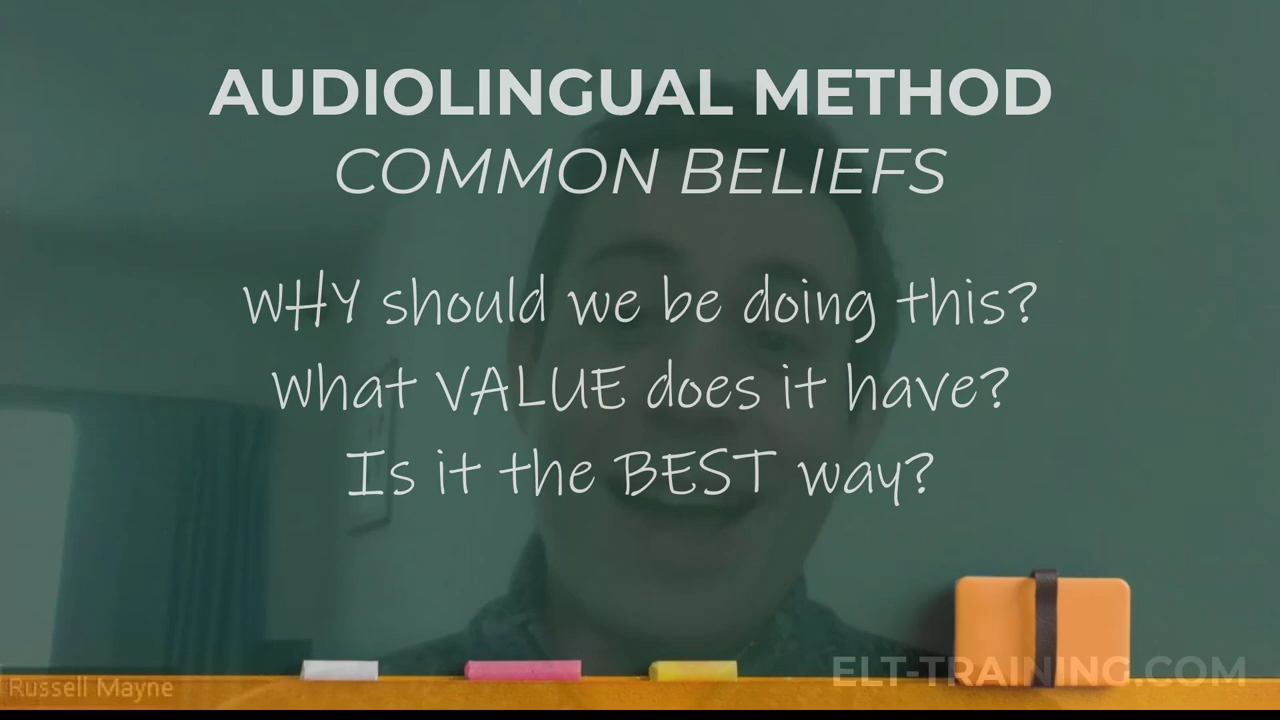 AUDIOLINGUAL METHOD
COMMON BELIEFS
WHY should we be doing this?
What VALUE does it have?
Is it the BEST way?
Russell Mayne
ELT-TRAINING.COM